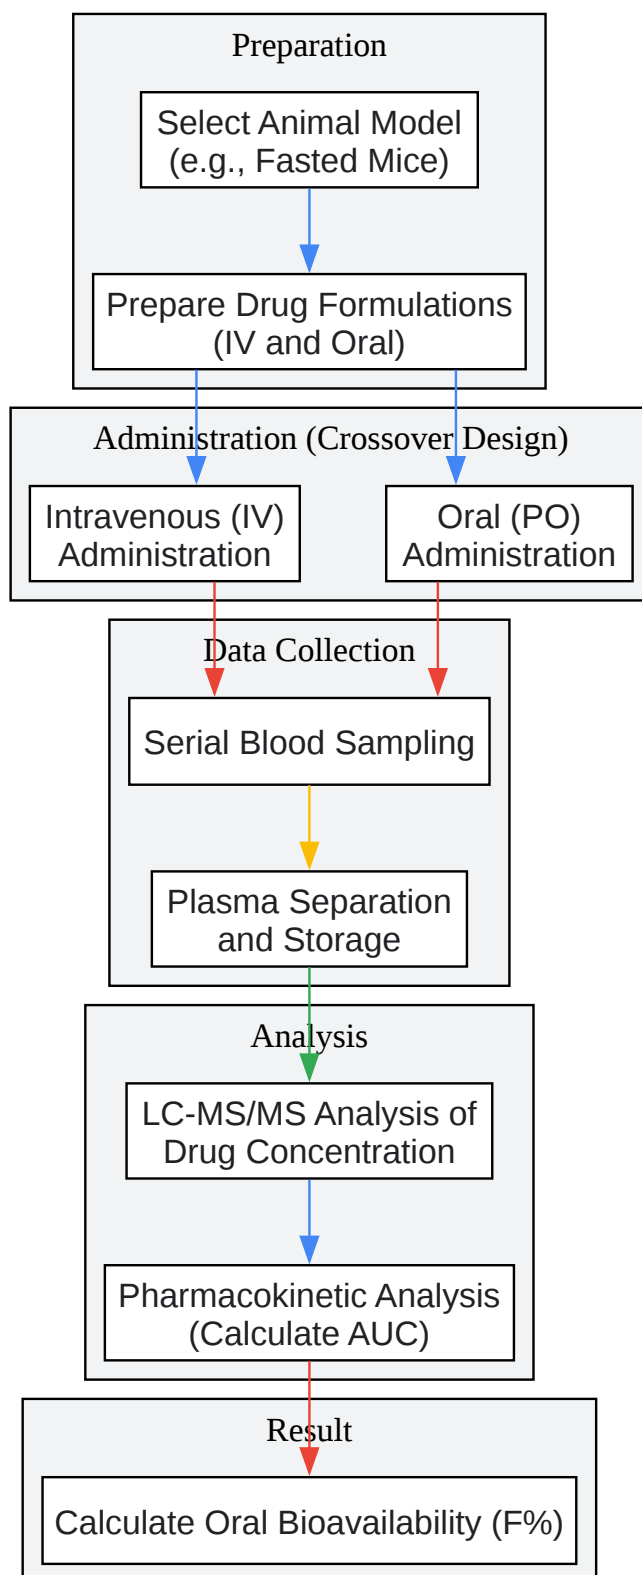 Preparation
Select Animal Model
(e.g., Fasted Mice)
Prepare Drug Formulations
(IV and Oral)
Administration (Crossover Design)
Intravenous (IV)
Administration
Oral (PO)
Administration
Data Collection
Serial Blood Sampling
Plasma Separation
and Storage
Analysis
LC-MS/MS Analysis of
Drug Concentration
Pharmacokinetic Analysis
(Calculate AUC)
Result
Calculate Oral Bioavailability (F%)